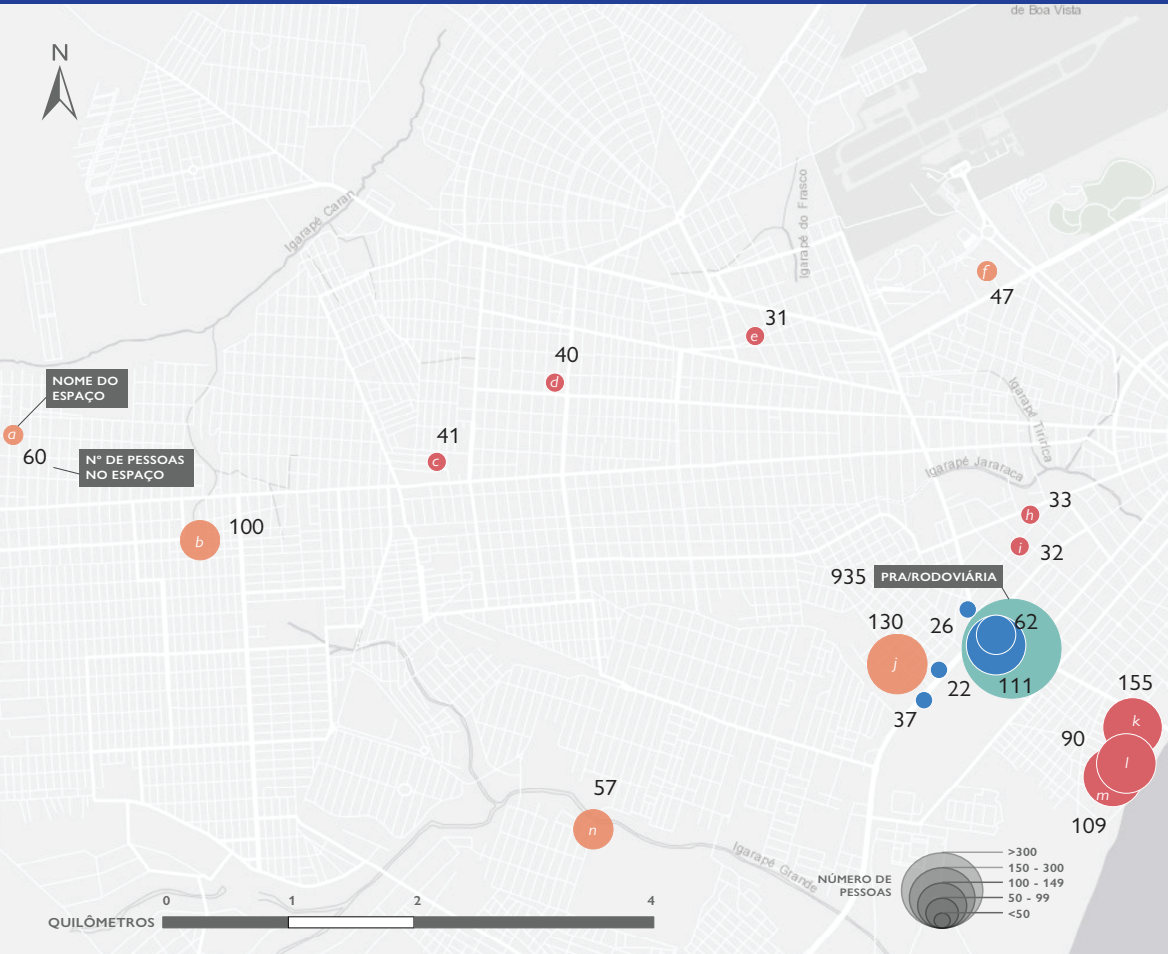 de Boa Vista
N
Igarapé Caran
Igarapé do Frasco
f
47
31
e
40
d
NOME DO
ESPAÇO
a
60
Nº DE PESSOAS
NO ESPAÇO
41
c
Igarapé Tiririca
Igarapé Jararaca
100
b
33
h
i
32
935
PRA/RODOVIÁRIA
130
26
62
j
22
111
37
155
k
90
l
m
109
57
n
Igarapé Grande
NÚMERO DE
PESSOAS
>300
150 - 300
100 - 149
50 - 99
<50
0
1
2
4
QUILÔMETROS